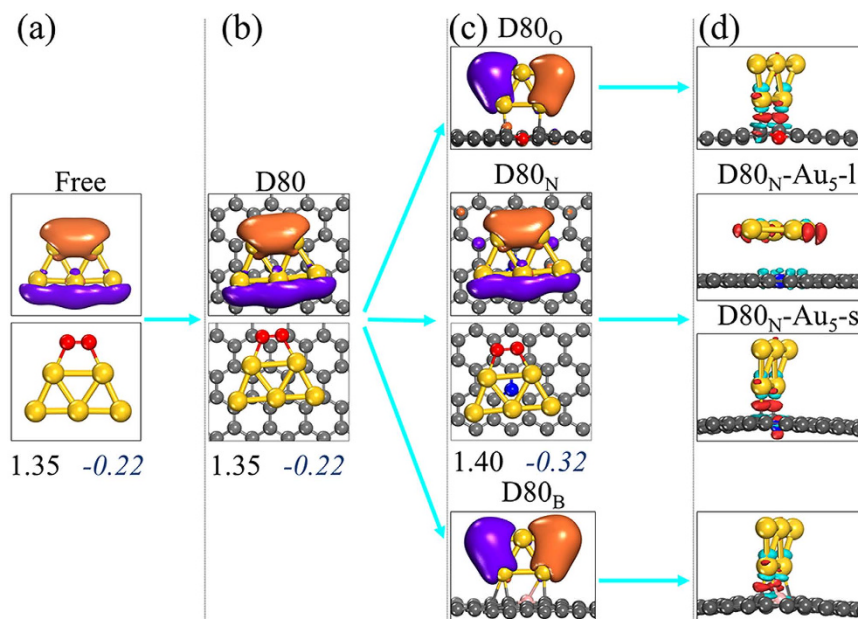 (a)
(b)
(c)
(d)
D80O
Free
D80
D80N
D80N-Au5-l
D80N-Au5-s
1.35 -0.22
1.35 -0.22
1.40 -0.32
D80B